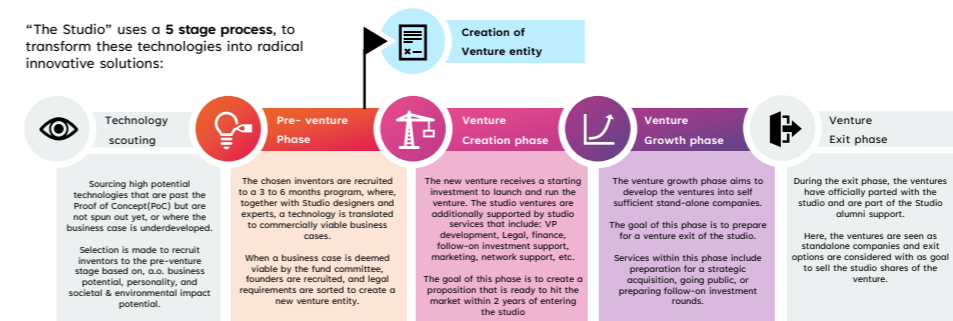 “The Studio” uses a 5 stage process, to
transform these technologies into radical
innovative solutions:
Creation of
Venture entity
Technology
scouting
Sourcing high potential
technologies that are past the
Proof of Concept(PoC) but are
not spun out yet, or where the
business case is underdeveloped.
Selection is made to recruit
inventors to the pre-venture
stage based on, a.o. business
potential, personality, and
societal & environmental impact
potential.
Pre- venture
Phase
The chosen inventors are recruited
to a 3 to 6 months program, where,
together with Studio designers and
experts, a technology is translated
to commercially viable business
cases.
When a business case is deemed
viable by the fund committee,
founders are recruited, and legal
requirements are sorted to create a
new venture entity.
Venture
Creation phase
The new venture receives a starting
investment to launch and run the
venture. The studio ventures are
additionally supported by studio
services that include: VP
development, Legal, finance,
follow-on investment support,
marketing, network support, etc.
The goal of this phase is to create a
proposition that is ready to hit the
market within 2 years of entering
the studio
Venture
Growth phase
The venture growth phase aims to
develop the ventures into self
sufficient stand-alone companies.
The goal of this phase is to prepare
for a venture exit of the studio.
Services within this phase include
preparation for a strategic
acquisition, going public, or
preparing follow-on investment
rounds.
Venture
Exit phase
During the exit phase, the ventures
have officially parted with the
studio and are part of the Studio
alumni support.
Here, the ventures are seen as
standalone companies and exit
options are considered with as goal
to sell the studio shares of the
venture.